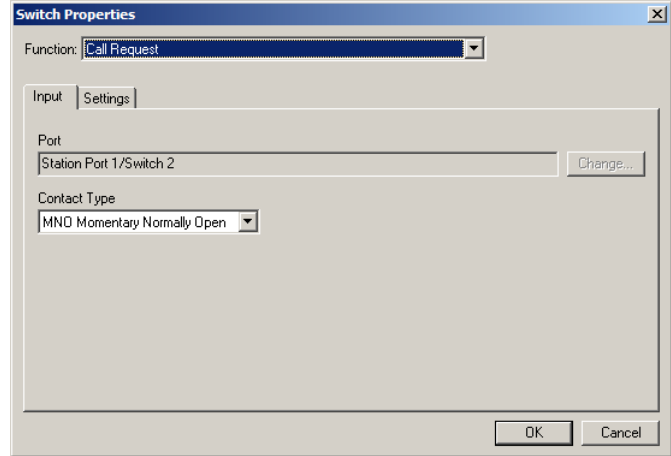 Switch Properties
Function: Call Request
Input Settings
Port
Station Port 1/Switch 2 Change...
Contact Type
MNO Momentary Normally Open
OK Cancel